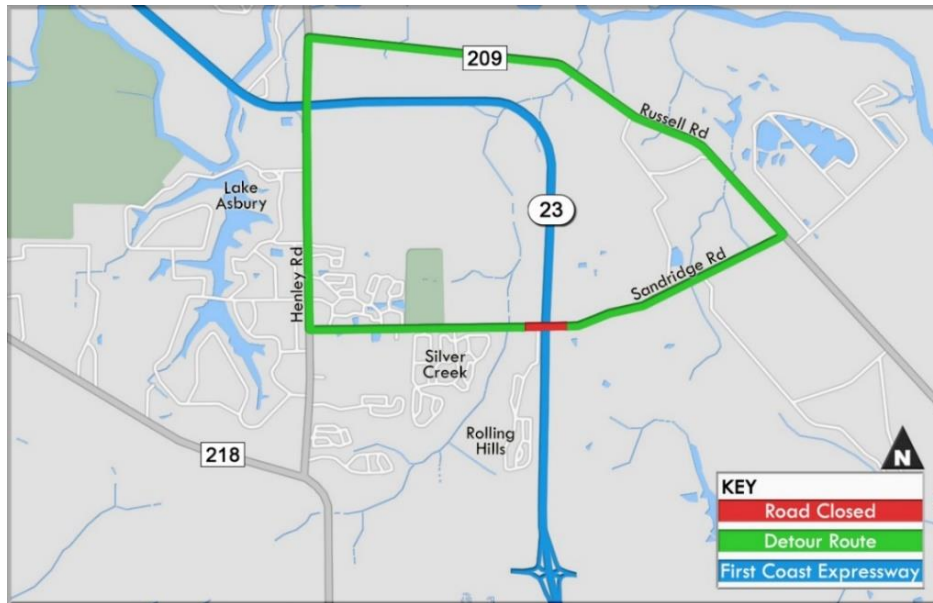 209
Russell Rd
Lake
Asbury
23
Henley Rd
Sandridge Rd
Silver
Creek
Rolling
Hills
218
N
KEY
Road Closed
Detour Route
First Coast Expressway